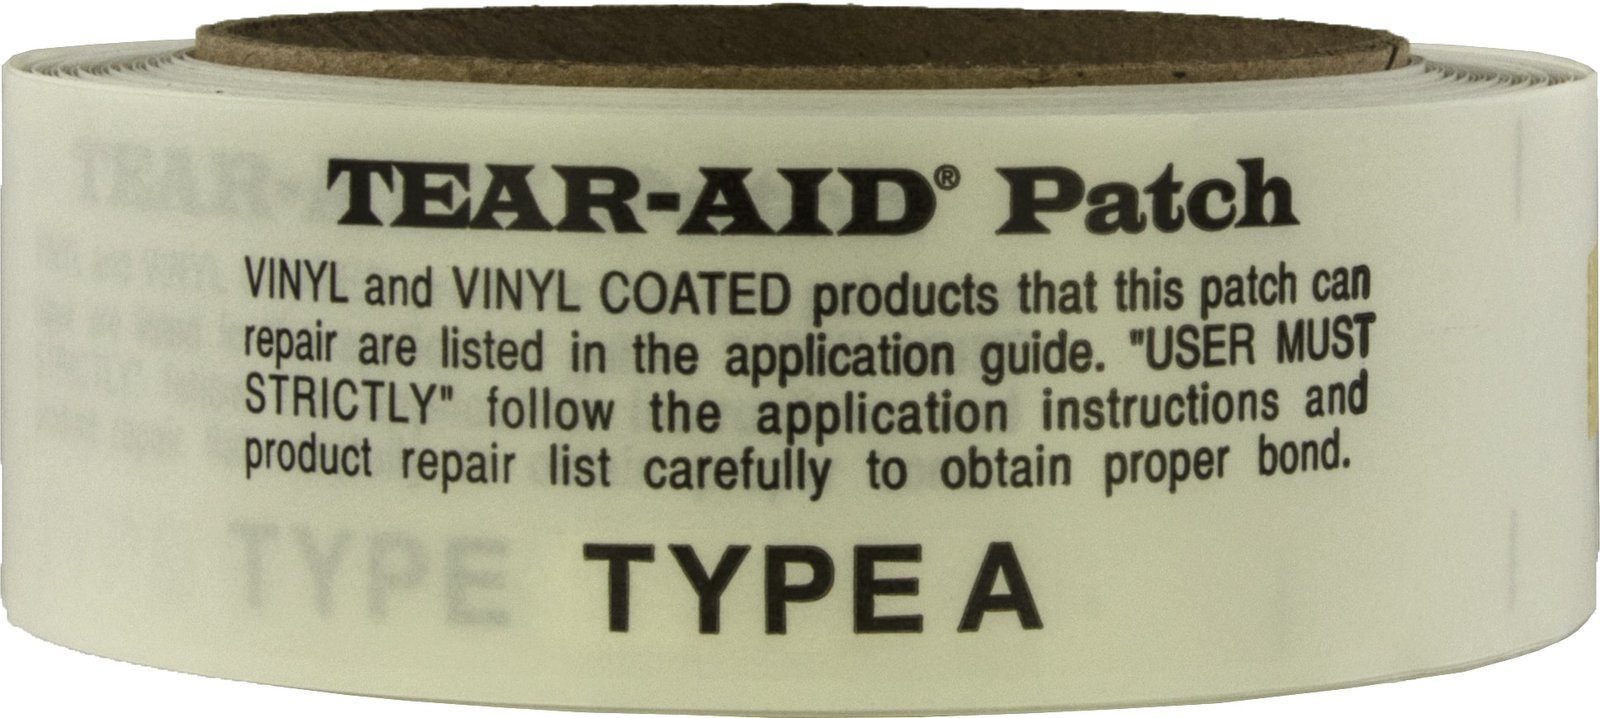 TEAR-AID® Patch
VINYL and VINYL COATED products that this patch can
repair are listed in the application guide. "USER MUST
STRICTLY" follow the application instructions and
product repair list carefully to obtain proper bond.
TYPE A
TYPE